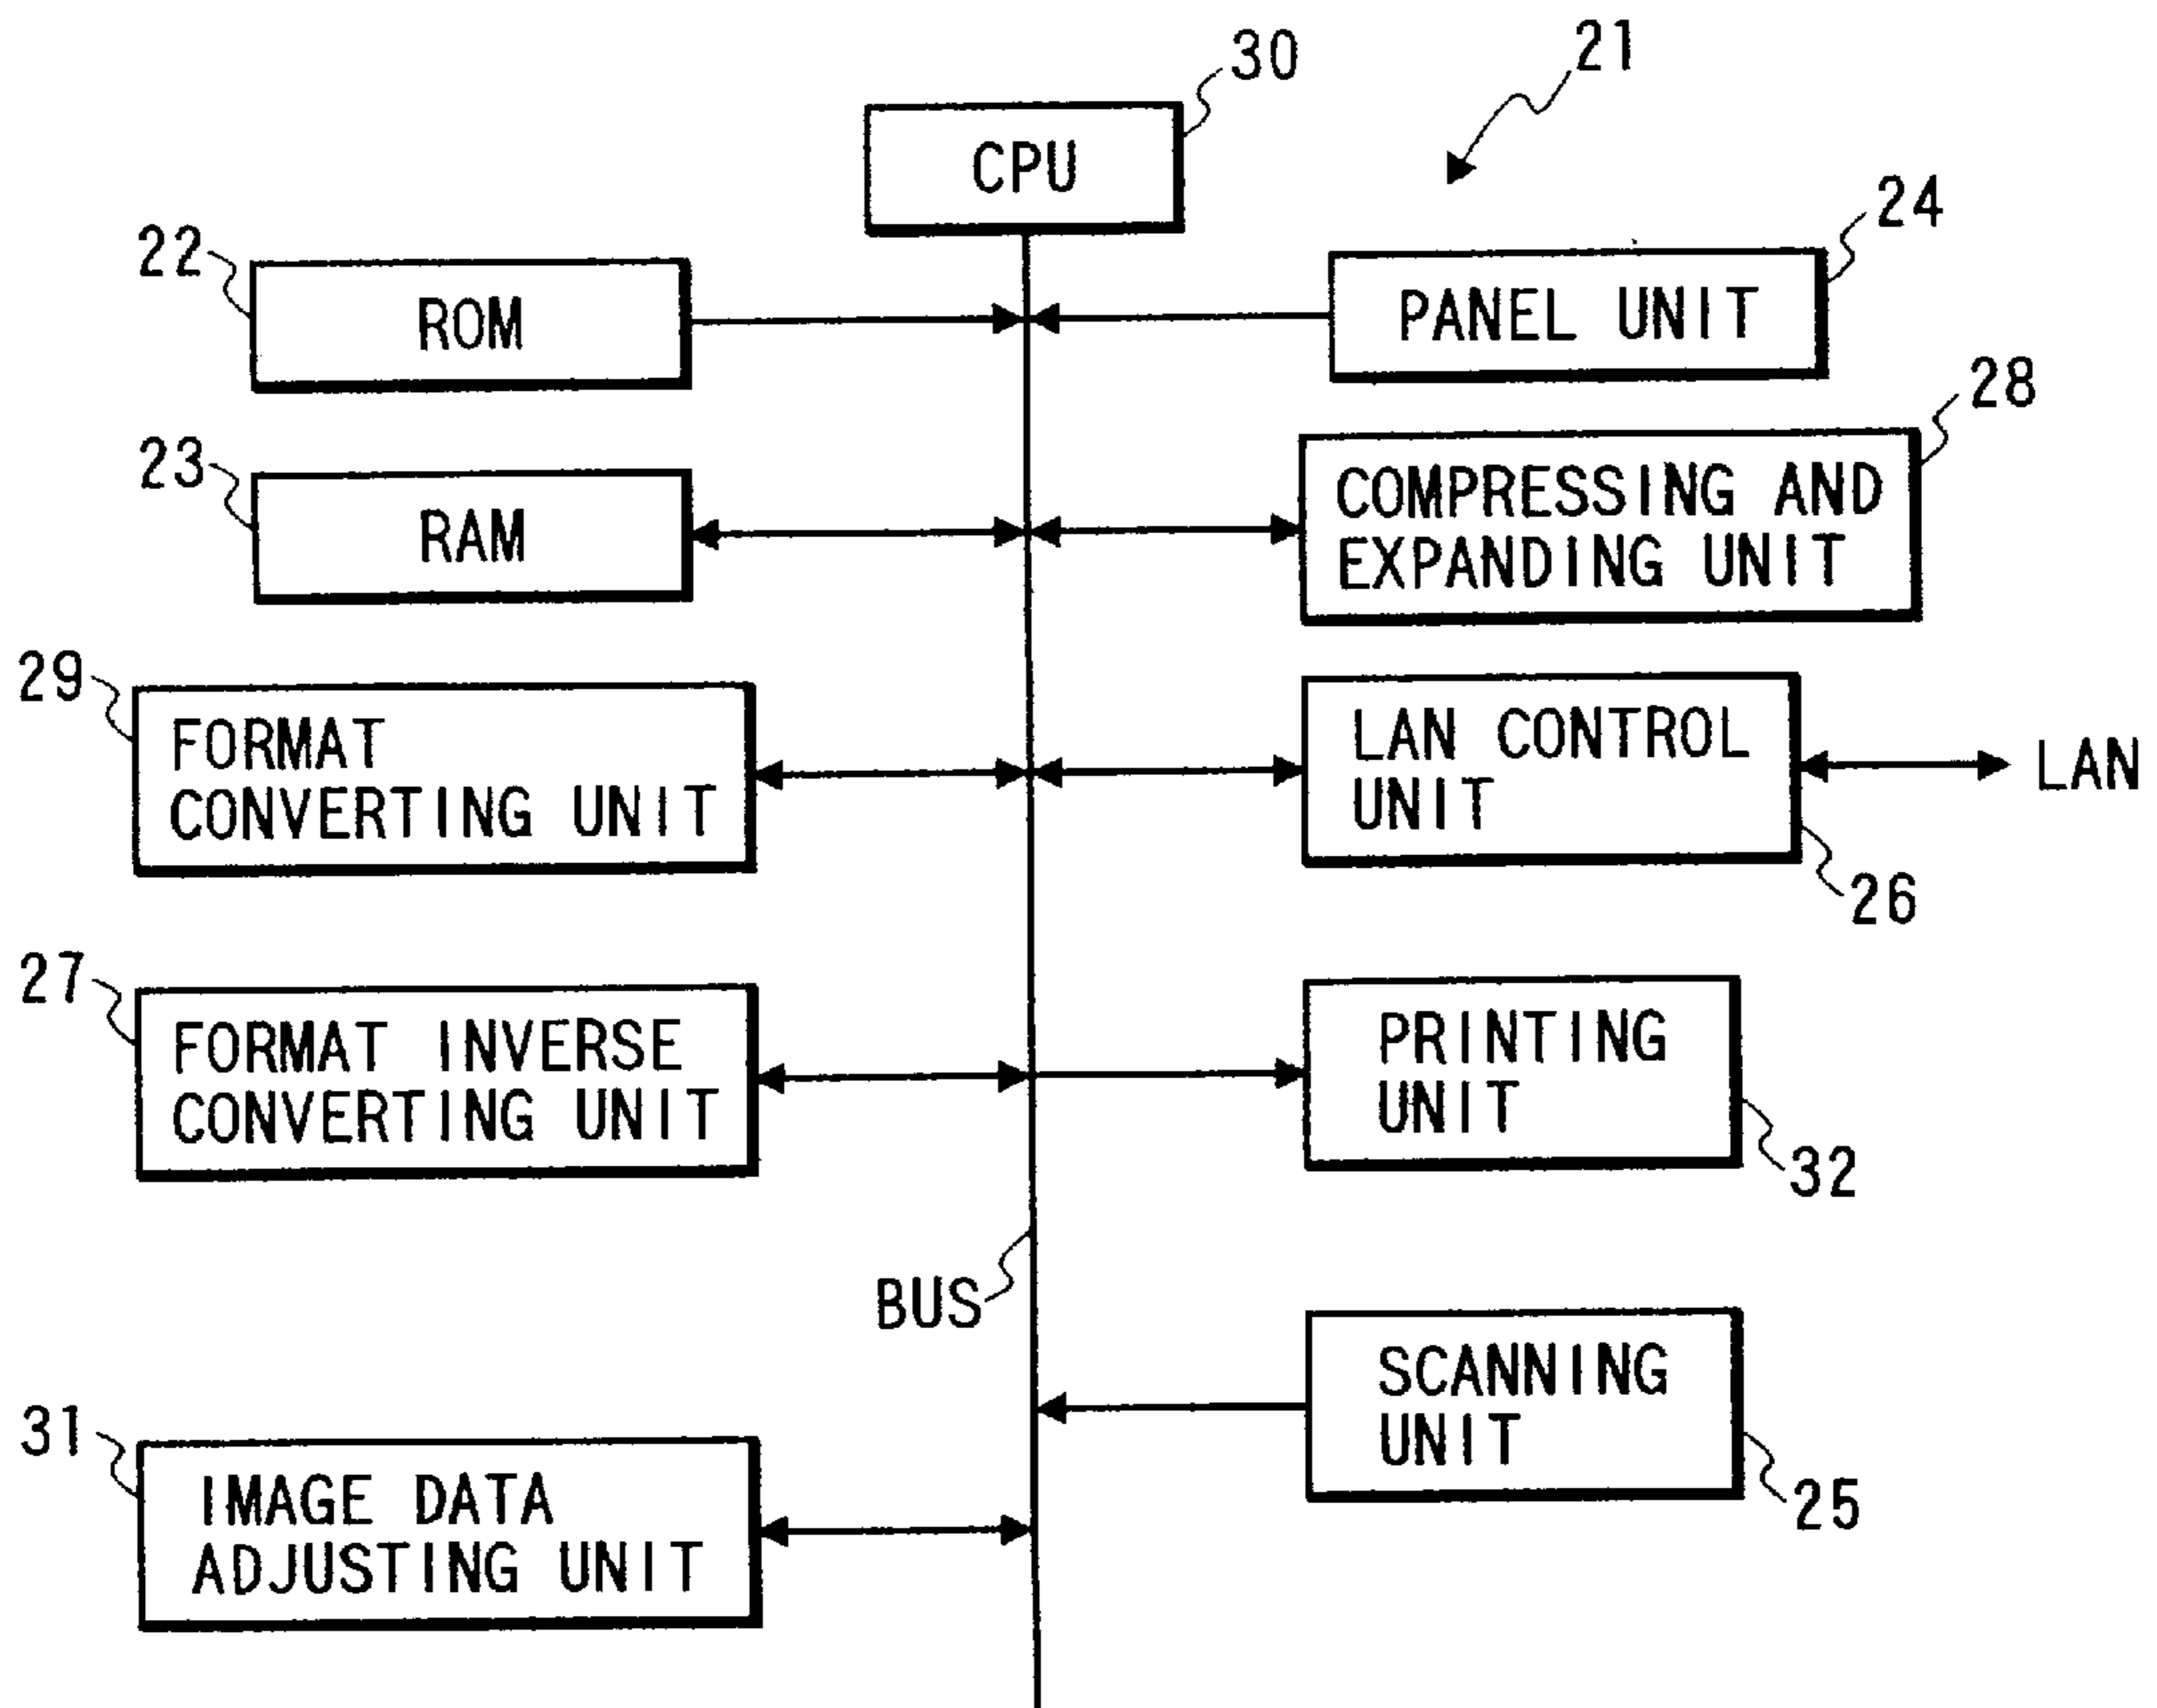 30
21
CPU
22
ROM
24
PANEL UNIT
23
RAM
28
COMPRESSING AND
EXPANDING UNIT
29
FORMAT
CONVERTING UNIT
LAN CONTROL
UNIT
LAN
26
27
FORMAT INVERSE
CONVERTING UNIT
PRINTING
UNIT
32
BUS
SCANNING
UNIT
25
31
IMAGE DATA
ADJUSTING UNIT